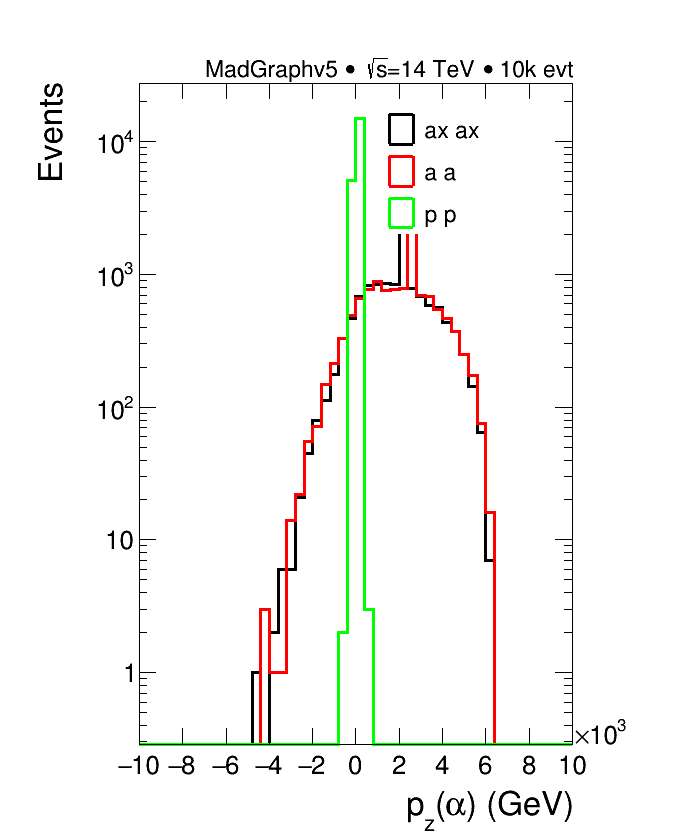 MadGraphv5 • √s=14 TeV • 10k evt
Events
ax ax
a a
p p
10⁴
10³
10²
10
1
−10 −8 −6 −4 −2 0 2 4 6 8 10
×10³
p_z(α) (GeV)